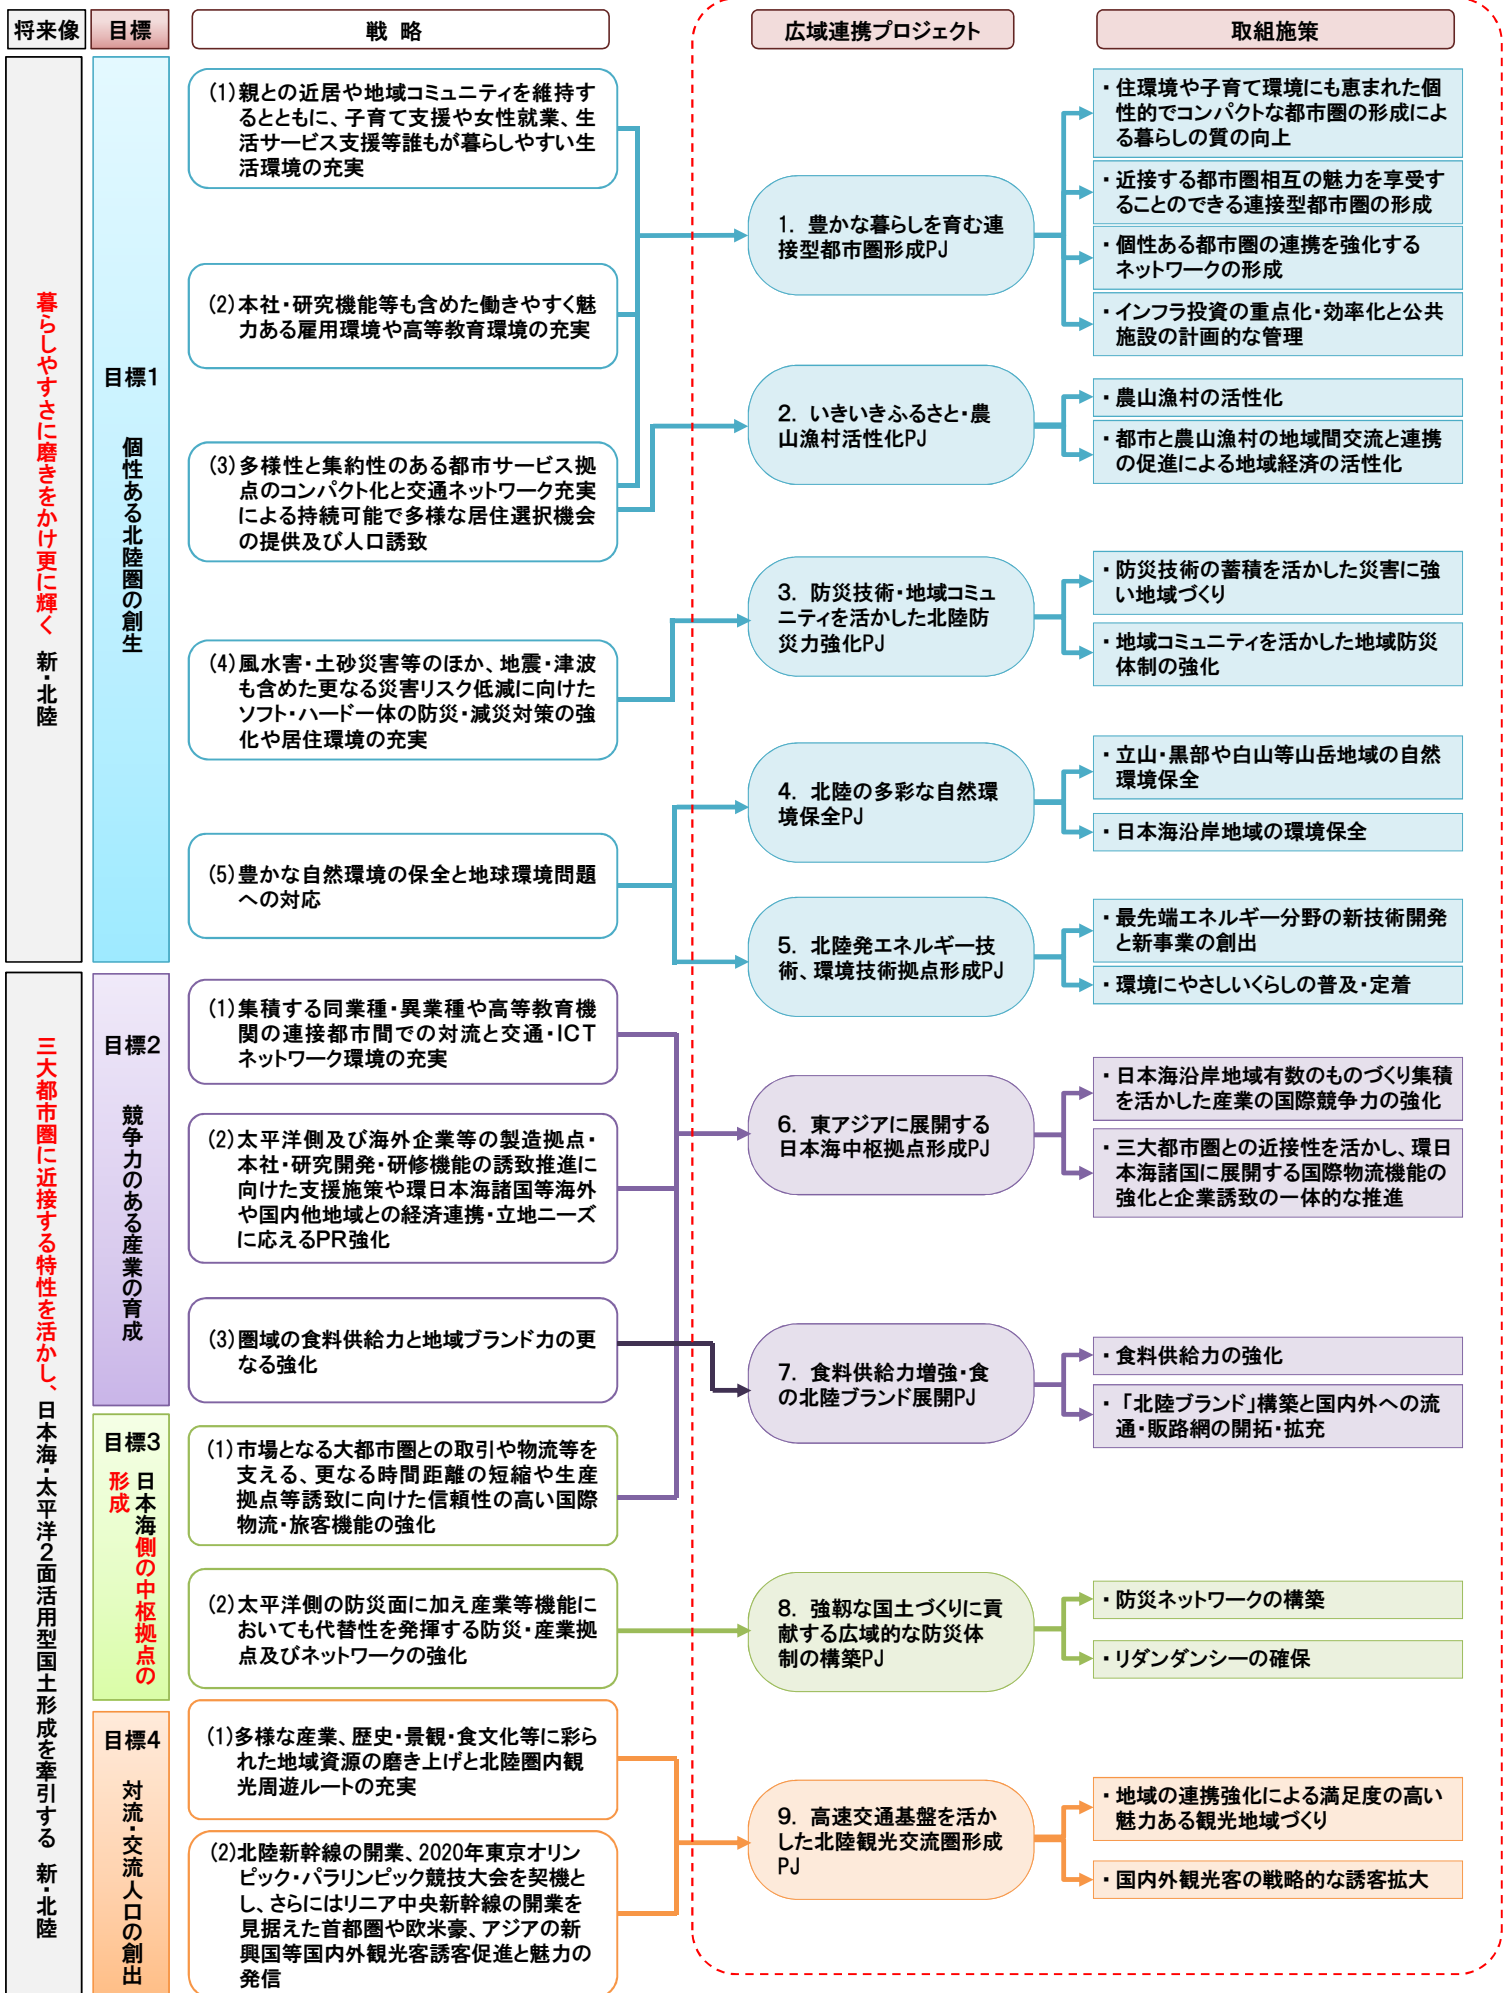 将来像
目標
戦 略
広域連携プロジェクト
取組施策
暮らしやすさに磨きをかけ更に輝く 新・北陸
目標1
個性ある北陸圏の創生
(1)親との近居や地域コミュニティを維持す
るとともに、子育て支援や女性就業、生
活サービス支援等誰もが暮らしやすい生
活環境の充実
(2)本社・研究機能等も含めた働きやすく魅
力ある雇用環境や高等教育環境の充実
(3)多様性と集約性のある都市サービス拠
点のコンパクト化と交通ネットワーク充実
による持続可能で多様な居住選択機会
の提供及び人口誘致
(4)風水害・土砂災害等のほか、地震・津波
も含めた更なる災害リスク低減に向けた
ソフト・ハード一体の防災・減災対策の強
化や居住環境の充実
(5)豊かな自然環境の保全と地球環境問題
への対応
1. 豊かな暮らしを育む連
接型都市圏形成PJ
・住環境や子育て環境にも恵まれた個
性的でコンパクトな都市圏の形成によ
る暮らしの質の向上
・近接する都市圏相互の魅力を享受す
ることのできる連接型都市圏の形成
・個性ある都市圏の連携を強化する
ネットワークの形成
・インフラ投資の重点化・効率化と公共
施設の計画的な管理
2. いきいきふるさと・農
山漁村活性化PJ
・農山漁村の活性化
・都市と農山漁村の地域間交流と連携
の促進による地域経済の活性化
3. 防災技術・地域コミュ
ニティを活かした北陸防
災力強化PJ
・防災技術の蓄積を活かした災害に強
い地域づくり
・地域コミュニティを活かした地域防災
体制の強化
4. 北陸の多彩な自然環
境保全PJ
・立山・黒部や白山等山岳地域の自然
環境保全
・日本海沿岸地域の環境保全
5. 北陸発エネルギー技
術、環境技術拠点形成PJ
・最先端エネルギー分野の新技術開発
と新事業の創出
・環境にやさしいくらしの普及・定着
三大都市圏に近接する特性を活かし、日本海・太平洋2面活用型国土形成を牽引する 新・北陸
目標2
競争力のある産業の育成
(1)集積する同業種・異業種や高等教育機
関の連接都市間での対流と交通・ICT
ネットワーク環境の充実
(2)太平洋側及び海外企業等の製造拠点・
本社・研究開発・研修機能の誘致推進に
向けた支援施策や環日本海諸国等海外
や国内他地域との経済連携・立地ニーズ
に応えるPR強化
(3)圏域の食料供給力と地域ブランド力の更
なる強化
6. 東アジアに展開する
日本海中枢拠点形成PJ
・日本海沿岸地域有数のものづくり集積
を活かした産業の国際競争力の強化
・三大都市圏との近接性を活かし、環日
本海諸国に展開する国際物流機能の
強化と企業誘致の一体的な推進
7. 食料供給力増強・食
の北陸ブランド展開PJ
・食料供給力の強化
・「北陸ブランド」構築と国内外への流
通・販路網の開拓・拡充
目標3
日本海側の中枢拠点の
形成
(1)市場となる大都市圏との取引や物流等を
支える、更なる時間距離の短縮や生産
拠点等誘致に向けた信頼性の高い国際
物流・旅客機能の強化
(2)太平洋側の防災面に加え産業等機能に
おいても代替性を発揮する防災・産業拠
点及びネットワークの強化
8. 強靱な国土づくりに貢
献する広域的な防災体
制の構築PJ
・防災ネットワークの構築
・リダンダンシーの確保
目標4
対流・交流人口の創出
(1)多様な産業、歴史・景観・食文化等に彩ら
れた地域資源の磨き上げと北陸圏内観
光周遊ルートの充実
(2)北陸新幹線の開業、2020年東京オリン
ピック・パラリンピック競技大会を契機と
し、さらにはリニア中央新幹線の開業を
見据えた首都圏や欧米豪、アジアの新
興国等国内外観光客誘客促進と魅力の
発信
9. 高速交通基盤を活か
した北陸観光交流圏形成
PJ
・地域の連携強化による満足度の高い
魅力ある観光地域づくり
・国内外観光客の戦略的な誘客拡大